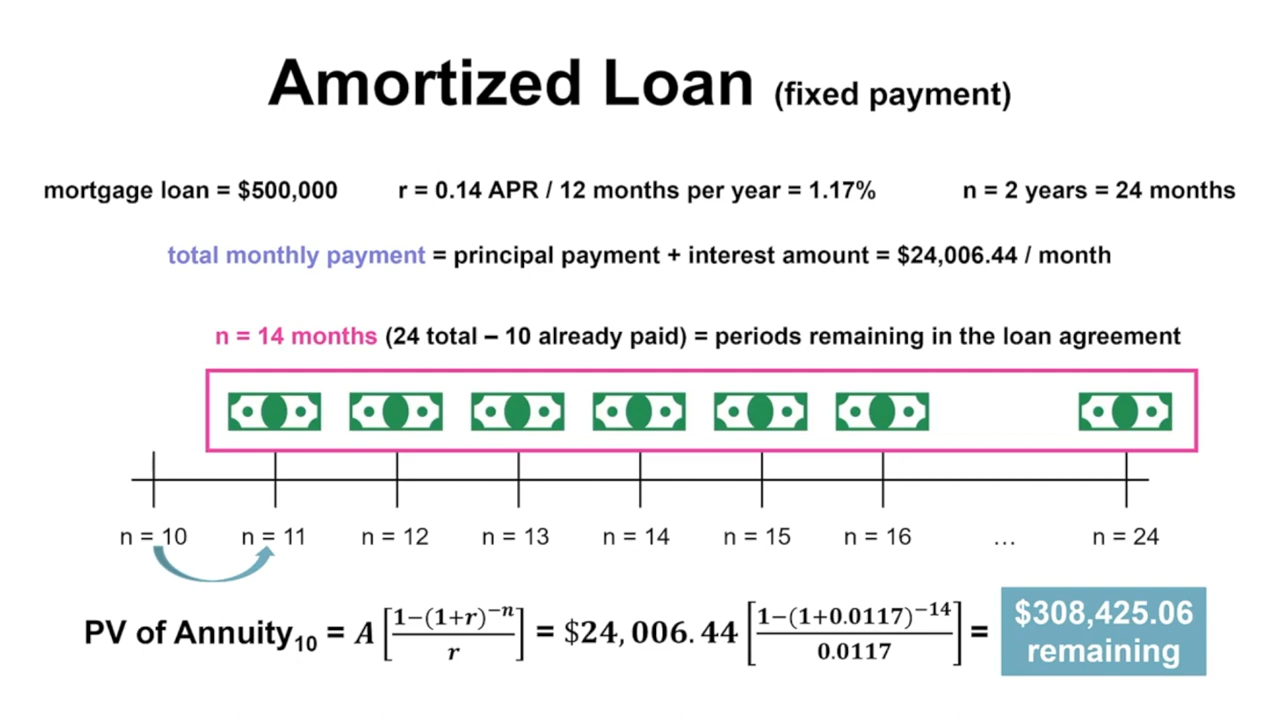 Amortized Loan (fixed payment)
mortgage loan = $500,000 r = 0.14 APR / 12 months per year = 1.17% n = 2 years = 24 months
total monthly payment = principal payment + interest amount = $24,006.44 / month
n = 14 months (24 total – 10 already paid) = periods remaining in the loan agreement
n = 10 n = 11 n = 12 n = 13 n = 14 n = 15 n = 16 … n = 24
PV of Annuity₁₀ = A [1−(1+r)⁻ⁿ / r] = $24,006.44 [1−(1+0.0117)⁻¹⁴ / 0.0117] = $308,425.06
remaining